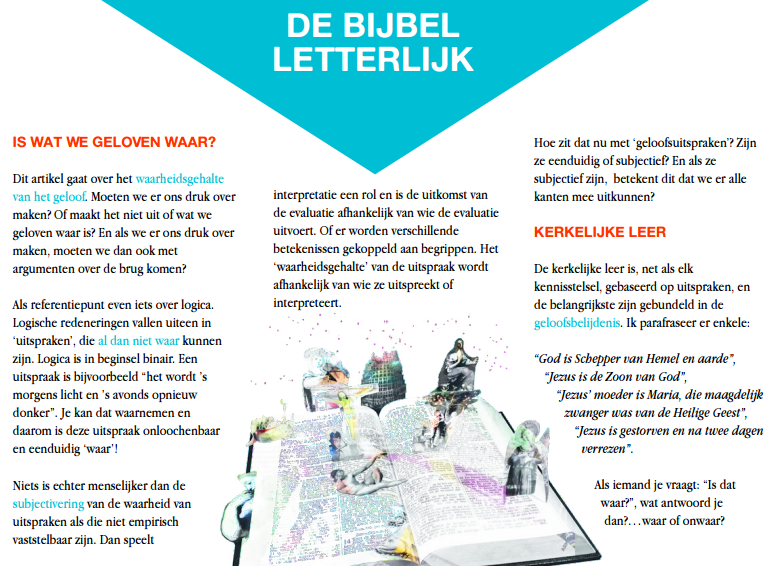 DE BIJBEL
LETTERLIJK
IS WAT WE GELOVEN WAAR?
Dit artikel gaat over het waarheidsgehalte
van het geloof. Moeten we er ons druk over
maken? Of maakt het niet uit of wat we
geloven waar is? En als we er ons druk over
maken, moeten we dan ook met
argumenten over de brug komen?
Als referentiepunt even iets over logica.
Logische redeneringen vallen uiteen in
‘uitspraken’, die al dan niet waar kunnen
zijn. Logica is in beginsel binair. Een
uitspraak is bijvoorbeeld “het wordt ’s
morgens licht en ’s avonds opnieuw
donker”. Je kan dat waarnemen en
daarom is deze uitspraak onloochenbaar
en eenduidig ‘waar’!
Niets is echter menselijker dan de
subjectivering van de waarheid van
uitspraken als die niet empirisch
vaststelbaar zijn. Dan speelt
interpretatie een rol en is de uitkomst van
de evaluatie afhankelijk van wie de evaluatie
uitvoert. Of er worden verschillende
betekenissen gekoppeld aan begrippen. Het
‘waarheidsgehalte’ van de uitspraak wordt
afhankelijk van wie ze uitspreekt of
interpreteert.
Hoe zit dat nu met ‘geloofsuitspraken’? Zijn
ze eenduidig of subjectief? En als ze
subjectief zijn, betekent dit dat we er alle
kanten mee uitkunnen?
KERKELIJKE LEER
De kerkelijke leer is, net als elk
kennisstelsel, gebaseerd op uitspraken, en
de belangrijkste zijn gebundeld in de
geloofsbelijdenis. Ik parafraseer er enkele:
“God is Schepper van Hemel en aarde”,
“Jezus is de Zoon van God”,
“Jezus’ moeder is Maria, die maagdelijk
zwanger was van de Heilige Geest”,
“Jezus is gestorven en na twee dagen
verrezen”.
Als iemand je vraagt: “Is dat
waar?”, wat antwoord je
dan?…waar of onwaar?